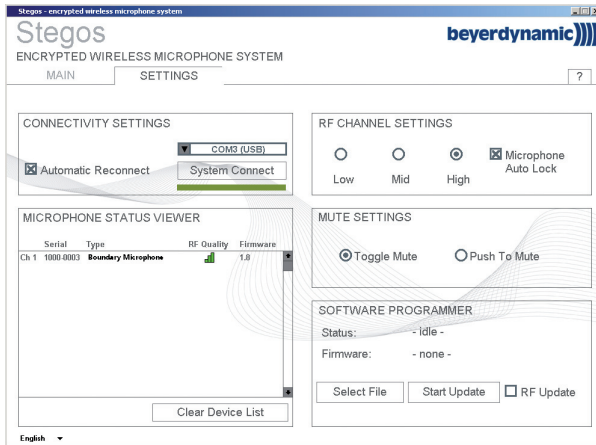 Stegos - encrypted wireless microphone system
Stegos
beyerdynamic
ENCRYPTED WIRELESS MICROPHONE SYSTEM
MAIN SETTINGS ?
CONNECTIVITY SETTINGS
COM3 (USB)
Automatic Reconnect System Connect
RF CHANNEL SETTINGS
Low Mid High
Microphone
Auto Lock
MICROPHONE STATUS VIEWER
Serial Type RF Quality Firmware
Ch 1 1000-0003 Boundary Microphone 1.8
Clear Device List
MUTE SETTINGS
Toggle Mute Push To Mute
SOFTWARE PROGRAMMER
Status: - idle -
Firmware: - none -
Select File Start Update RF Update
English